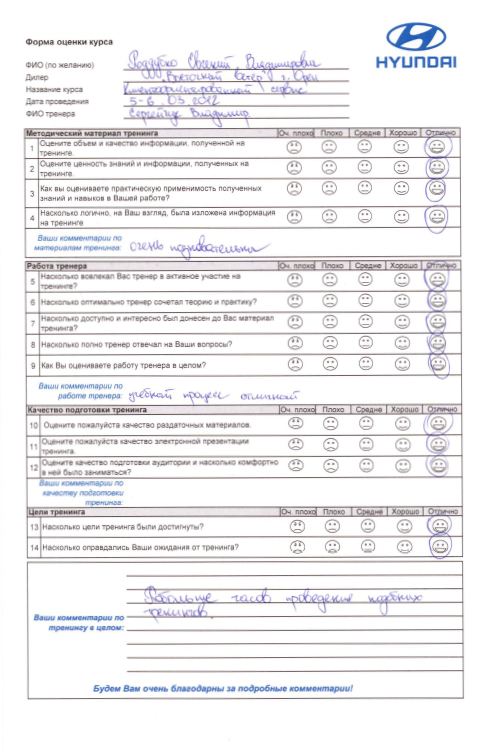 Форма оценки курса
HYUNDAI
ФИО (по желанию) Поддубко Евгений Владимирович
Дилер ООО "Восточный ветер" г. Орел
Название курса Клиентоориентированный сервис
Дата проведения 5-6.03.2012
ФИО тренера Сергейчук Владимир
Методический материал тренинга Оч. плохо Плохо Средне Хорошо Отлично
1 Оцените объем и качество информации, полученной на
тренинге.
2 Оцените ценность знаний и информации, полученных на
тренинге.
3 Как вы оцениваете практическую применимость полученных
знаний и навыков в Вашей работе?
4 Насколько логично, на Ваш взгляд, была изложена информация
на тренинге
Ваши комментарии по
материалам тренинга: очень познавательны
Работа тренера Оч. плохо Плохо Средне Хорошо Отлично
5 Насколько вовлекал Вас тренер в активное участие на
тренинге?
6 Насколько оптимально тренер сочетал теорию и практику?
7 Насколько доступно и интересно был донесен до Вас материал
тренинга?
8 Насколько полно тренер отвечал на Ваши вопросы?
9 Как Вы оцениваете работу тренера в целом?
Ваши комментарии по
работе тренера: учебный процесс отличный
Качество подготовки тренинга Оч. плохо Плохо Средне Хорошо Отлично
10 Оцените пожалуйста качество раздаточных материалов.
11 Оцените пожалуйста качество электронной презентации
тренинга.
12 Оцените качество подготовки аудитории и насколько комфортно
в ней было заниматься?
Ваши комментарии по
качеству подготовки
тренинга:
Цели тренинга Оч. плохо Плохо Средне Хорошо Отлично
13 Насколько цели тренинга были достигнуты?
14 Насколько оправдались Ваши ожидания от тренинга?
Побольше часов проведения подобных
тренингов.
Ваши комментарии по
тренингу в целом:
Будем Вам очень благодарны за подробные комментарии!